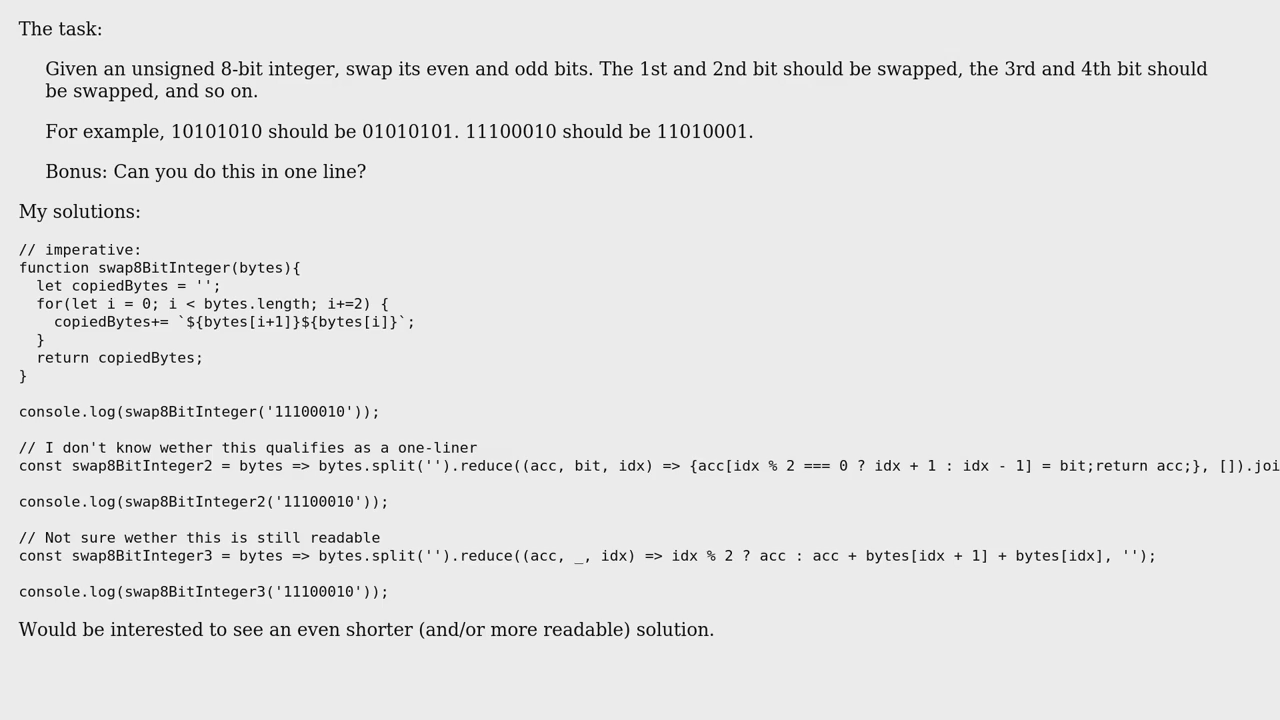 The task:
Given an unsigned 8-bit integer, swap its even and odd bits. The 1st and 2nd bit should be swapped, the 3rd and 4th bit should
be swapped, and so on.
For example, 10101010 should be 01010101. 11100010 should be 11010001.
Bonus: Can you do this in one line?
My solutions:
// imperative:
function swap8BitInteger(bytes){
  let copiedBytes = '';
  for(let i = 0; i < bytes.length; i+=2) {
    copiedBytes+= `${bytes[i+1]}${bytes[i]}`;
  }
  return copiedBytes;
}
console.log(swap8BitInteger('11100010'));
// I don't know wether this qualifies as a one-liner
const swap8BitInteger2 = bytes => bytes.split('').reduce((acc, bit, idx) => {acc[idx % 2 === 0 ? idx + 1 : idx - 1] = bit;return acc;}, []).joi
console.log(swap8BitInteger2('11100010'));
// Not sure wether this is still readable
const swap8BitInteger3 = bytes => bytes.split('').reduce((acc, _, idx) => idx % 2 ? acc : acc + bytes[idx + 1] + bytes[idx], '');
console.log(swap8BitInteger3('11100010'));
Would be interested to see an even shorter (and/or more readable) solution.